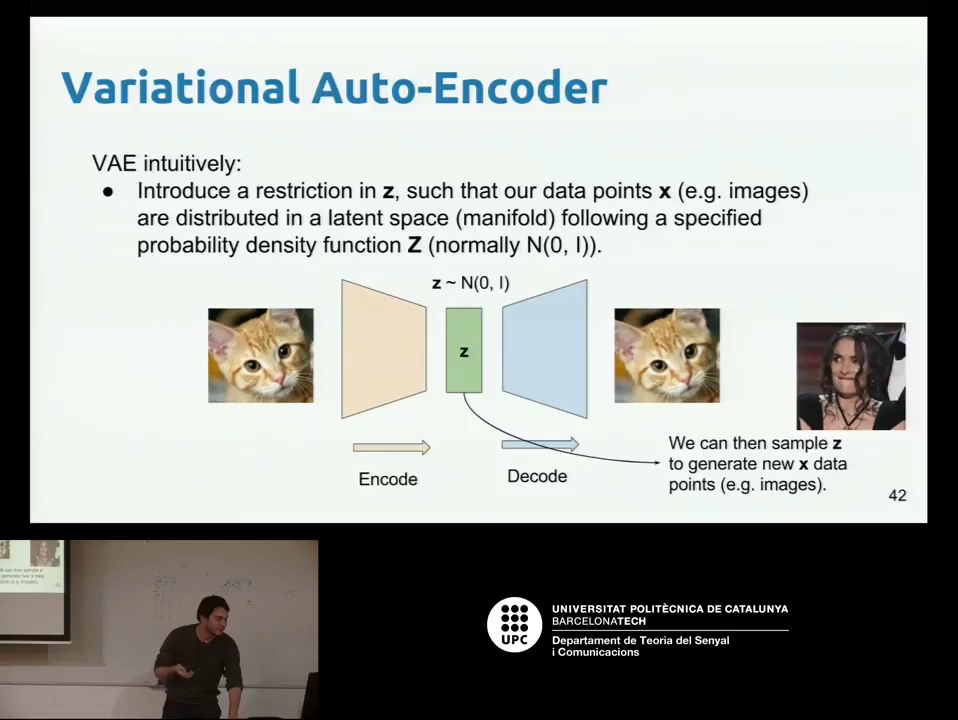 Variational Auto-Encoder
VAE intuitively:
● Introduce a restriction in z, such that our data points x (e.g. images)
are distributed in a latent space (manifold) following a specified
probability density function Z (normally N(0, I)).
z ~ N(0, I)
z
Encode
Decode
We can then sample z
to generate new x data
points (e.g. images).
42
UPC
UNIVERSITAT POLITÈCNICA DE CATALUNYA
BARCELONATECH
Departament de Teoria del Senyal
i Comunicacions